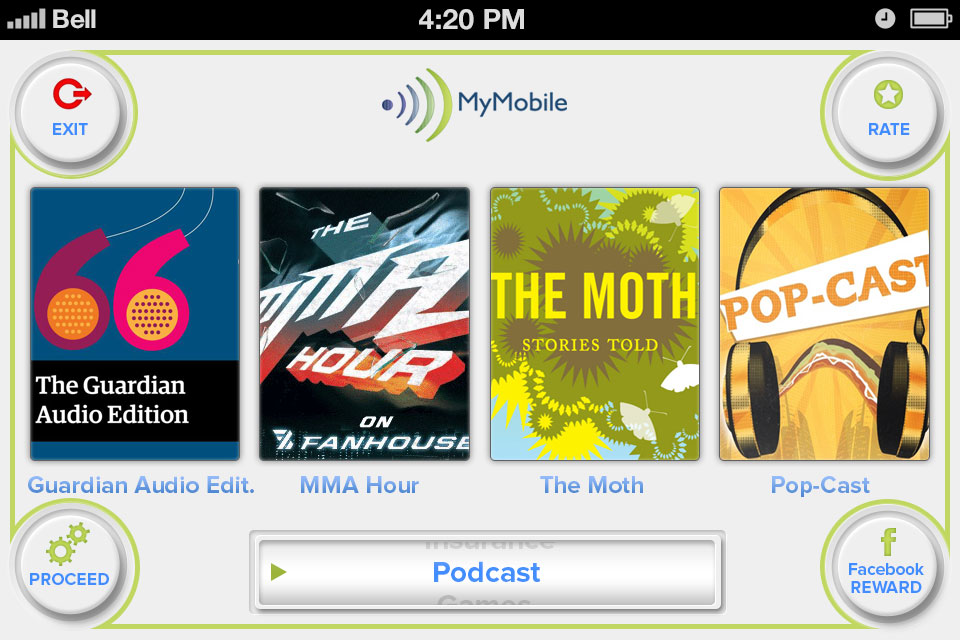 Bell
4:20 PM
EXIT
MyMobile
RATE
The Guardian
Audio Edition
THE
MMA
HOUR
ON
FANHOUSE
THE MOTH
STORIES TOLD
POP-CAST
Guardian Audio Edit.
MMA Hour
The Moth
Pop-Cast
PROCEED
Insurance
Podcast
Games
f
Facebook
REWARD